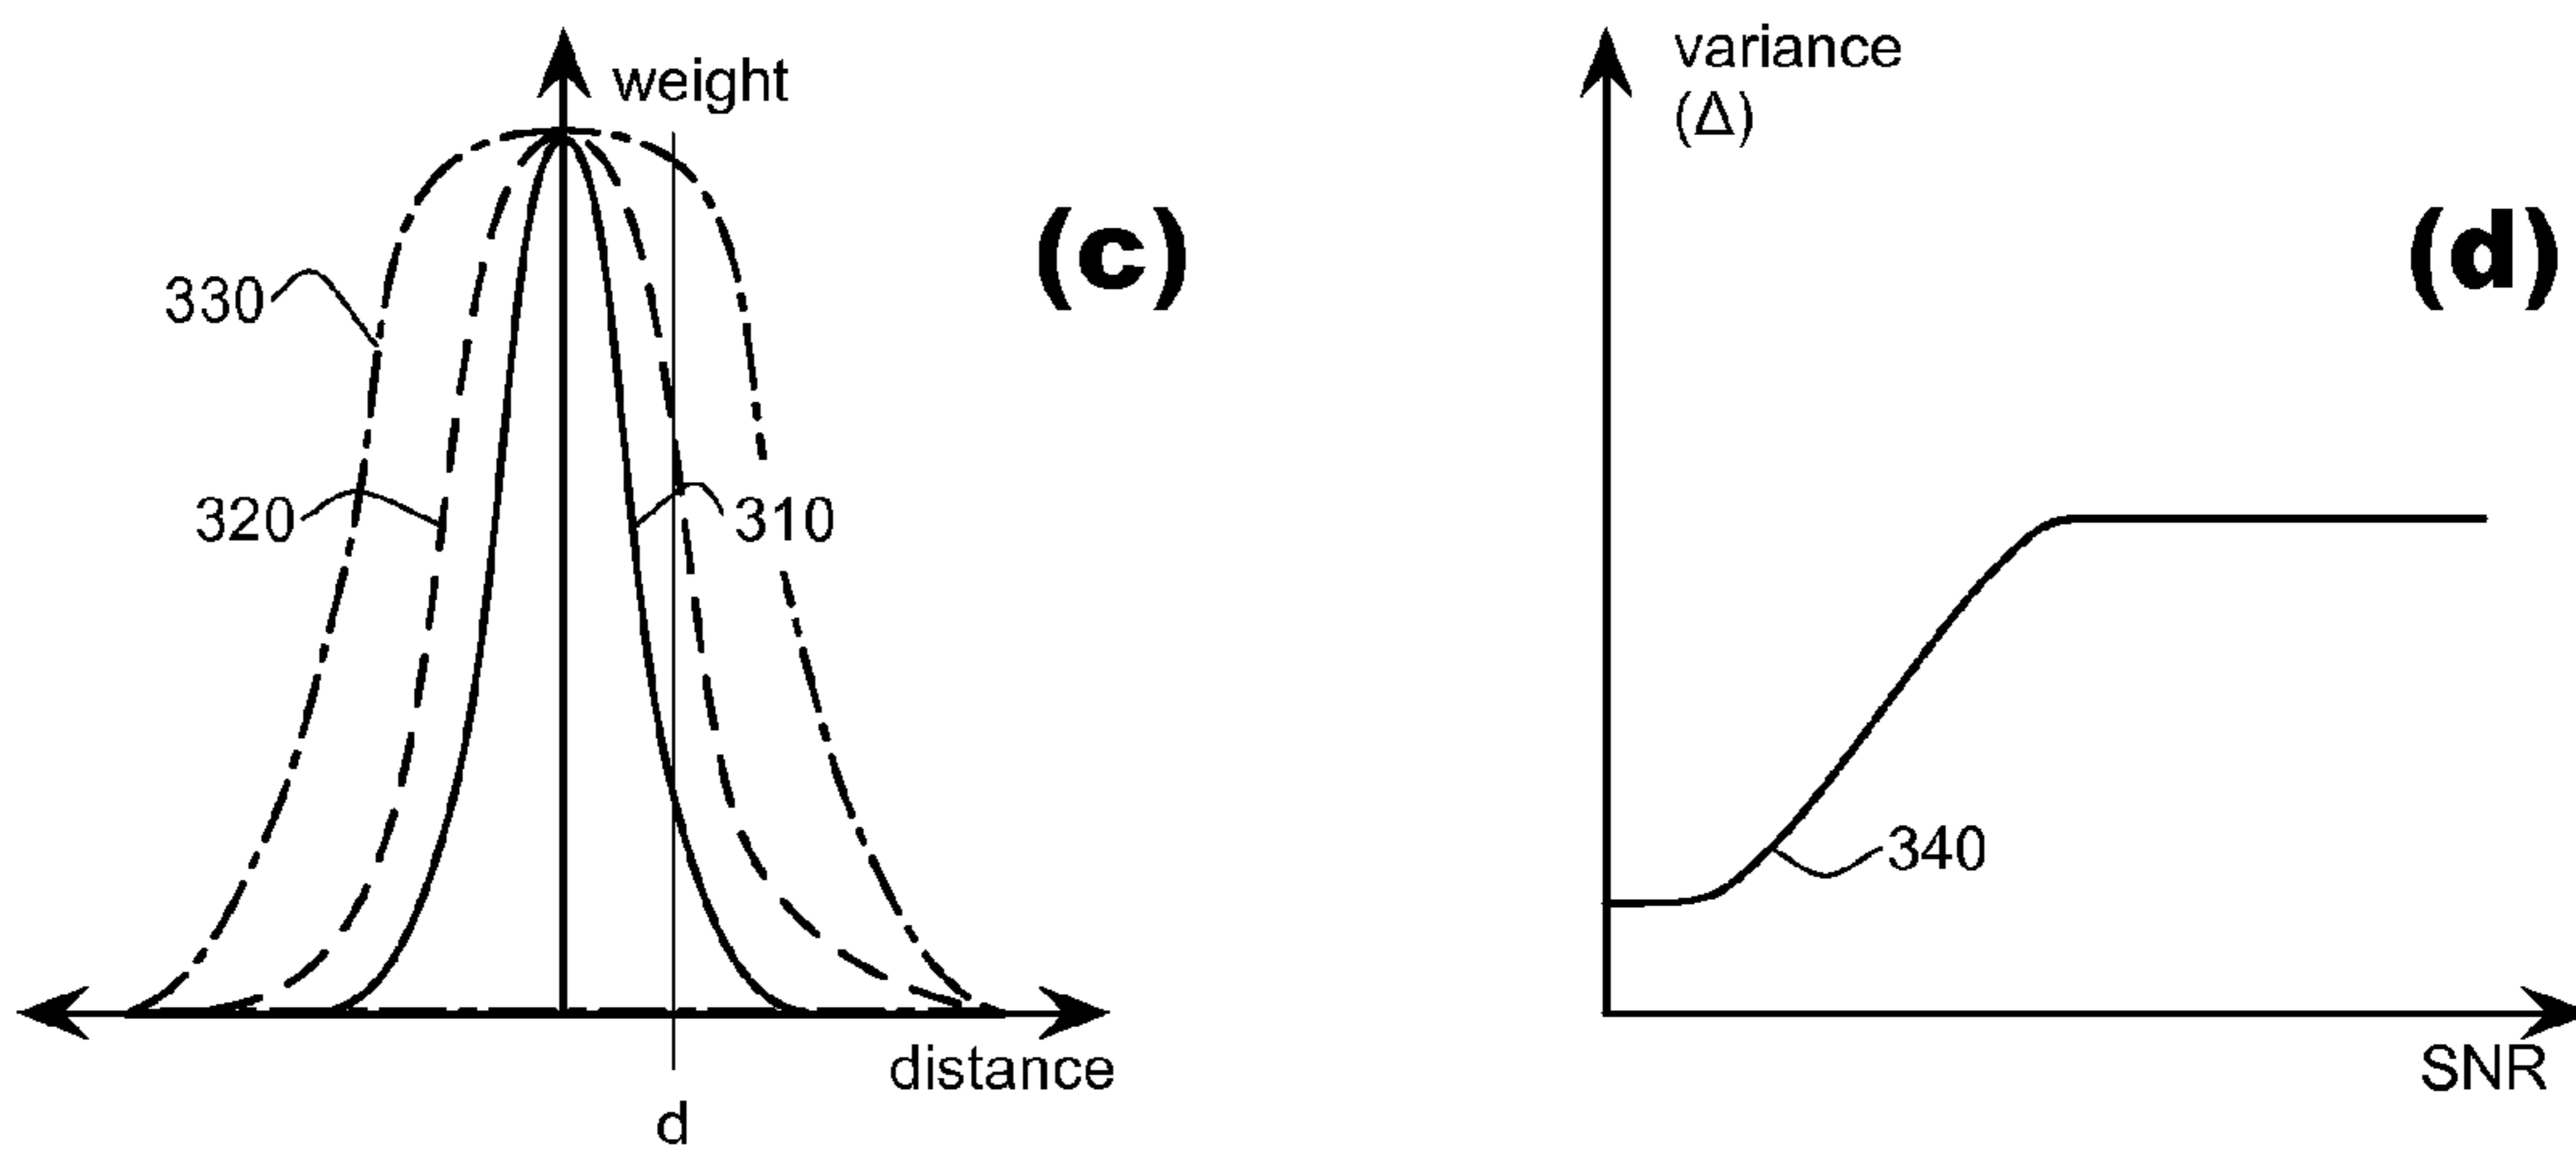 weight
(c)
330
320
310
distance
d
variance
(Δ)
(d)
340
SNR